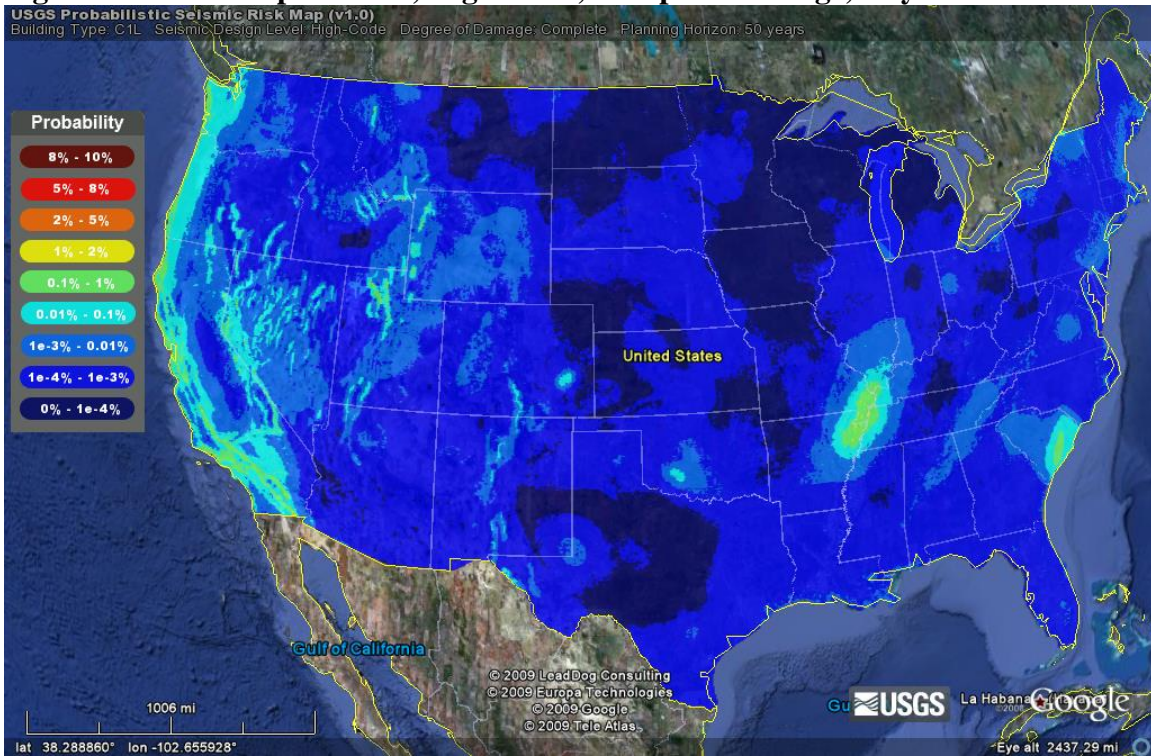 USGS Probabilistic Seismic Risk Map (v1.0)
Building Type: C1L Seismic Design Level: High-Code Degree of Damage: Complete Planning Horizon: 50 years
Probability
8% - 10%
5% - 8%
2% - 5%
1% - 2%
0.1% - 1%
0.01% - 0.1%
1e-3% - 0.01%
1e-4% - 1e-3%
0% - 1e-4%
United States
Gulf of California
© 2009 LeadDog Consulting
© 2009 Europa Technologies
© 2009 Google
© 2009 Tele Atlas
1006 mi
Gu
USGS
La Habana
Google
lat 38.288860° lon -102.655928°
Eye alt 2437.29 mi